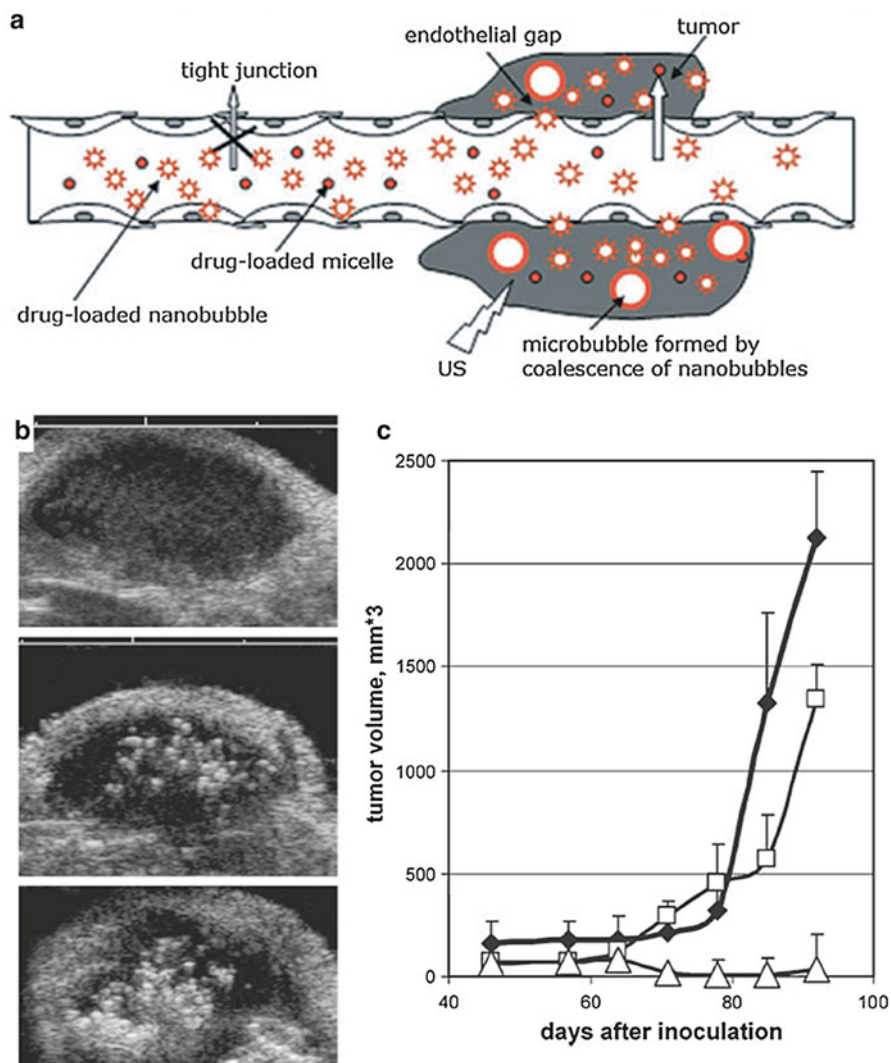 a
endothelial gap
tumor
tight junction
drug-loaded micelle
drug-loaded nanobubble
US
microbubble formed by
coalescence of nanobubbles
b
c
2500
2000
1500
1000
500
0
tumor volume, mm*3
40
60
80
100
days after inoculation